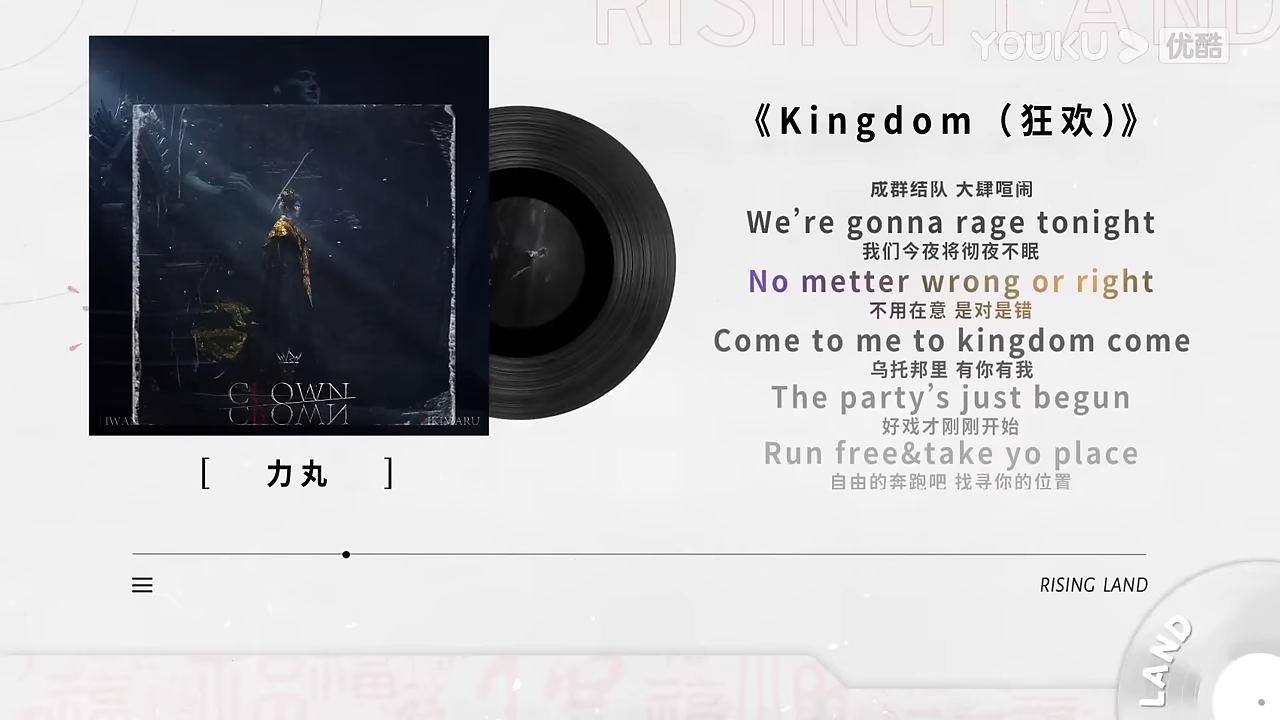 RISING LAND
YOUKU 优酷
《Kingdom（狂欢）》
成群结队 大肆喧闹
We’re gonna rage tonight
我们今夜将彻夜不眠
No metter wrong or right
不用在意 是对是错
Come to me to kingdom come
乌托邦里 有你有我
The party’s just begun
好戏才刚刚开始
Run free&take yo place
自由的奔跑吧 找寻你的位置
CLOWN
[ 力丸 ]
RISING LAND
LAND